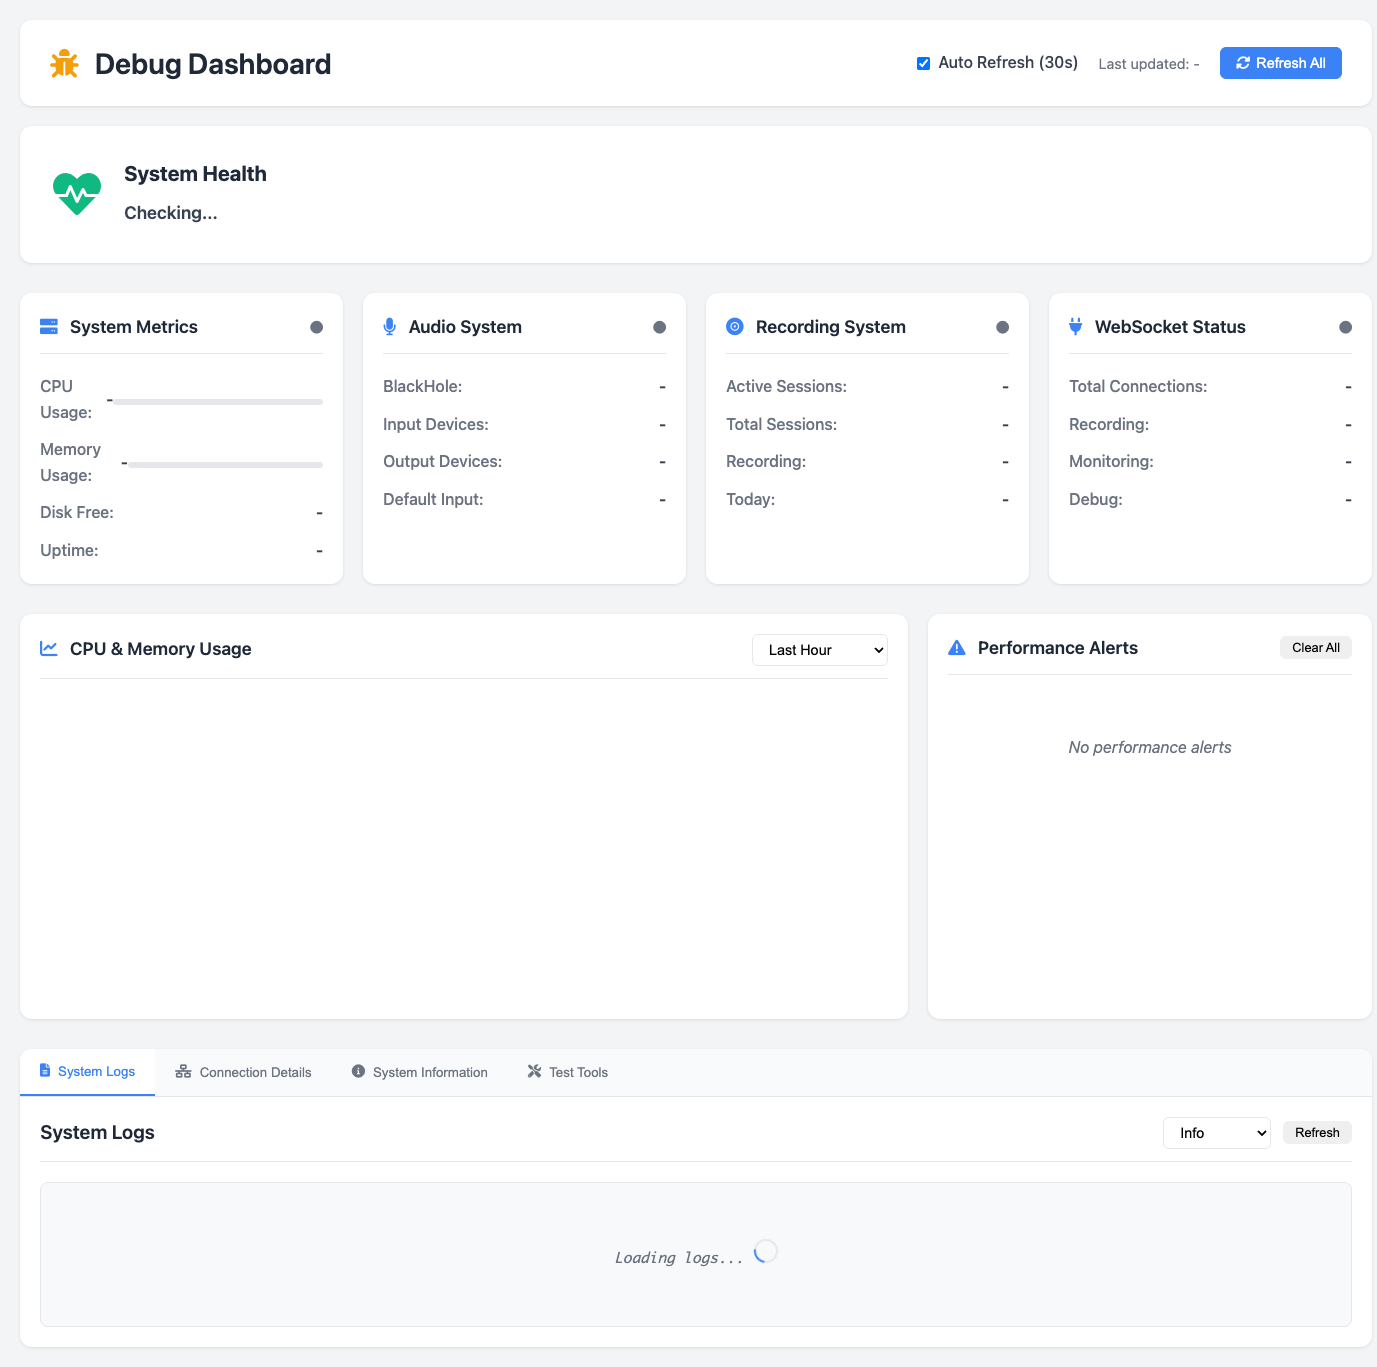 Debug Dashboard
Auto Refresh (30s)
Last updated: -
Refresh All
System Health
Checking...
System Metrics
CPU
Usage:
-
Memory
Usage:
-
Disk Free:
-
Uptime:
-
Audio System
BlackHole:
-
Input Devices:
-
Output Devices:
-
Default Input:
-
Recording System
Active Sessions:
-
Total Sessions:
-
Recording:
-
Today:
-
WebSocket Status
Total Connections:
-
Recording:
-
Monitoring:
-
Debug:
-
CPU & Memory Usage
Last Hour
Performance Alerts
Clear All
No performance alerts
System Logs
Connection Details
System Information
Test Tools
System Logs
Info
Refresh
Loading logs...